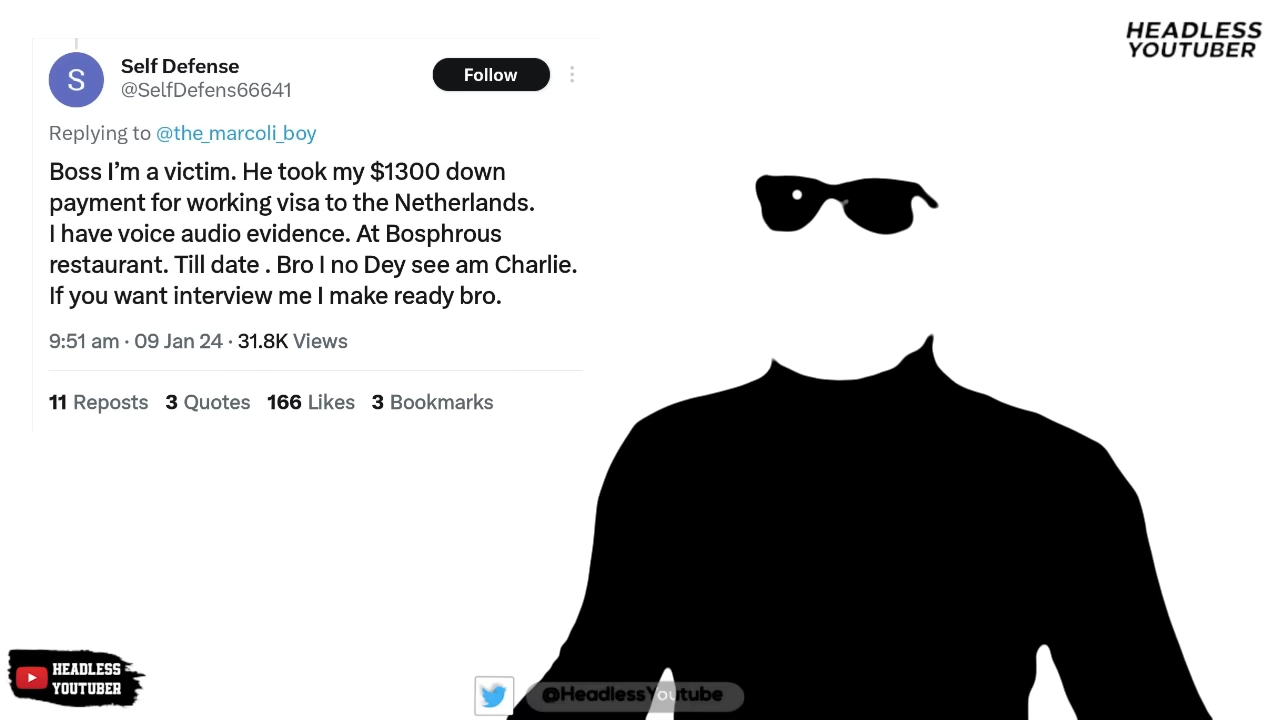 HEADLESS
YOUTUBER
S
Self Defense
@SelfDefens66641
Follow
Replying to @the_marcoli_boy
Boss I’m a victim. He took my $1300 down
payment for working visa to the Netherlands.
I have voice audio evidence. At Bosphrous
restaurant. Till date . Bro I no Dey see am Charlie.
If you want interview me I make ready bro.
9:51 am · 09 Jan 24 · 31.8K Views
11 Reposts 3 Quotes 166 Likes 3 Bookmarks
HEADLESS
YOUTUBER
@HeadlessYoutube